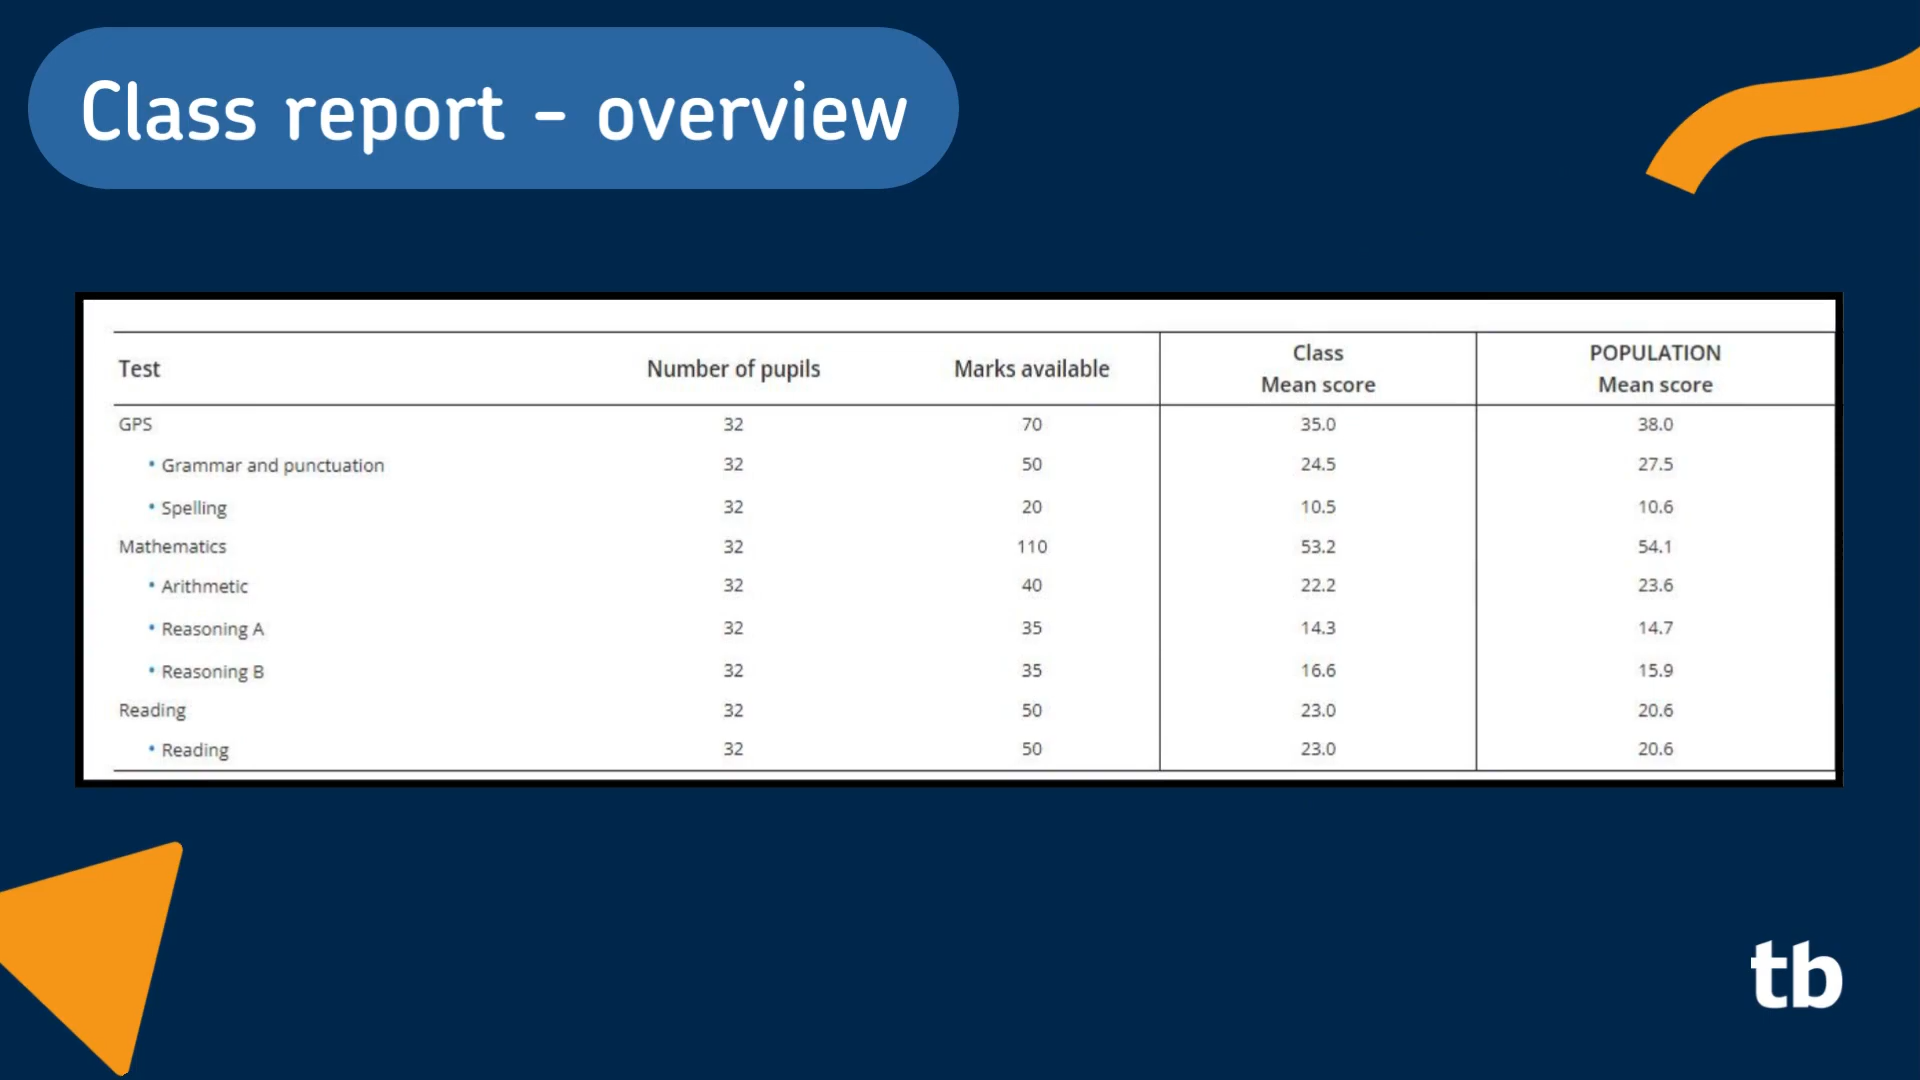 Class report - overview
Test Number of pupils Marks available Class Mean score POPULATION Mean score
GPS 32 70 35.0 38.0
• Grammar and punctuation 32 50 24.5 27.5
• Spelling 32 20 10.5 10.6
Mathematics 32 110 53.2 54.1
• Arithmetic 32 40 22.2 23.6
• Reasoning A 32 35 14.3 14.7
• Reasoning B 32 35 16.6 15.9
Reading 32 50 23.0 20.6
• Reading 32 50 23.0 20.6
tb